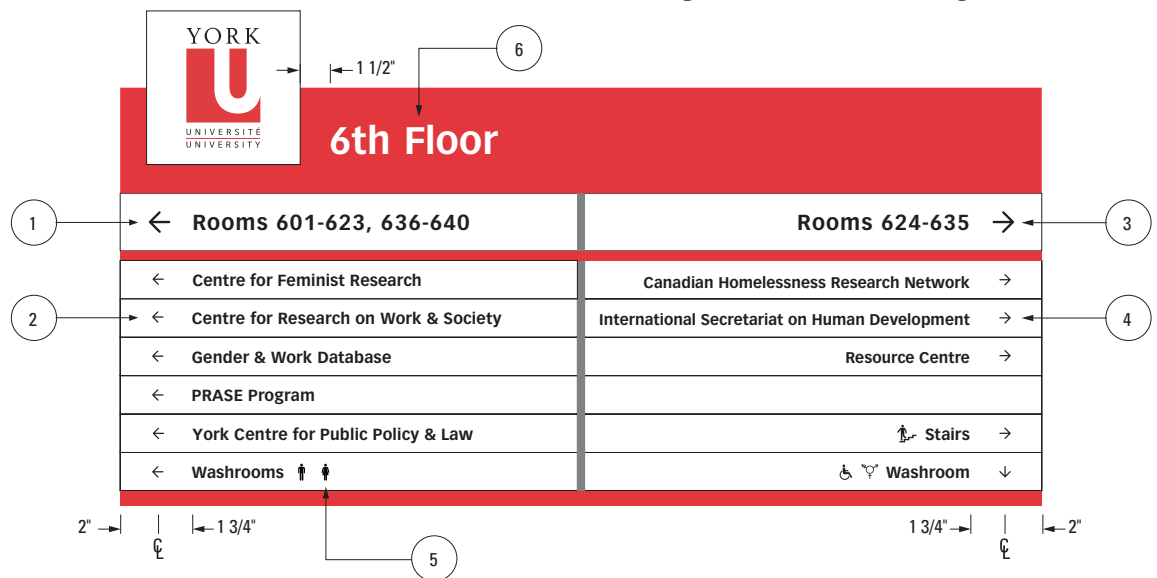 YORK
U
UNIVERSITÉ
UNIVERSITY
1 1/2"
6
6th Floor
1
← Rooms 601-623, 636-640
Rooms 624-635 →
3
← Centre for Feminist Research
Canadian Homelessness Research Network →
2
← Centre for Research on Work & Society
International Secretariat on Human Development →
4
← Gender & Work Database
Resource Centre →
← PRASE Program
← York Centre for Public Policy & Law
Stairs →
← Washrooms
Washroom ↓
2"
CL
1 3/4"
5
1 3/4"
CL
2"